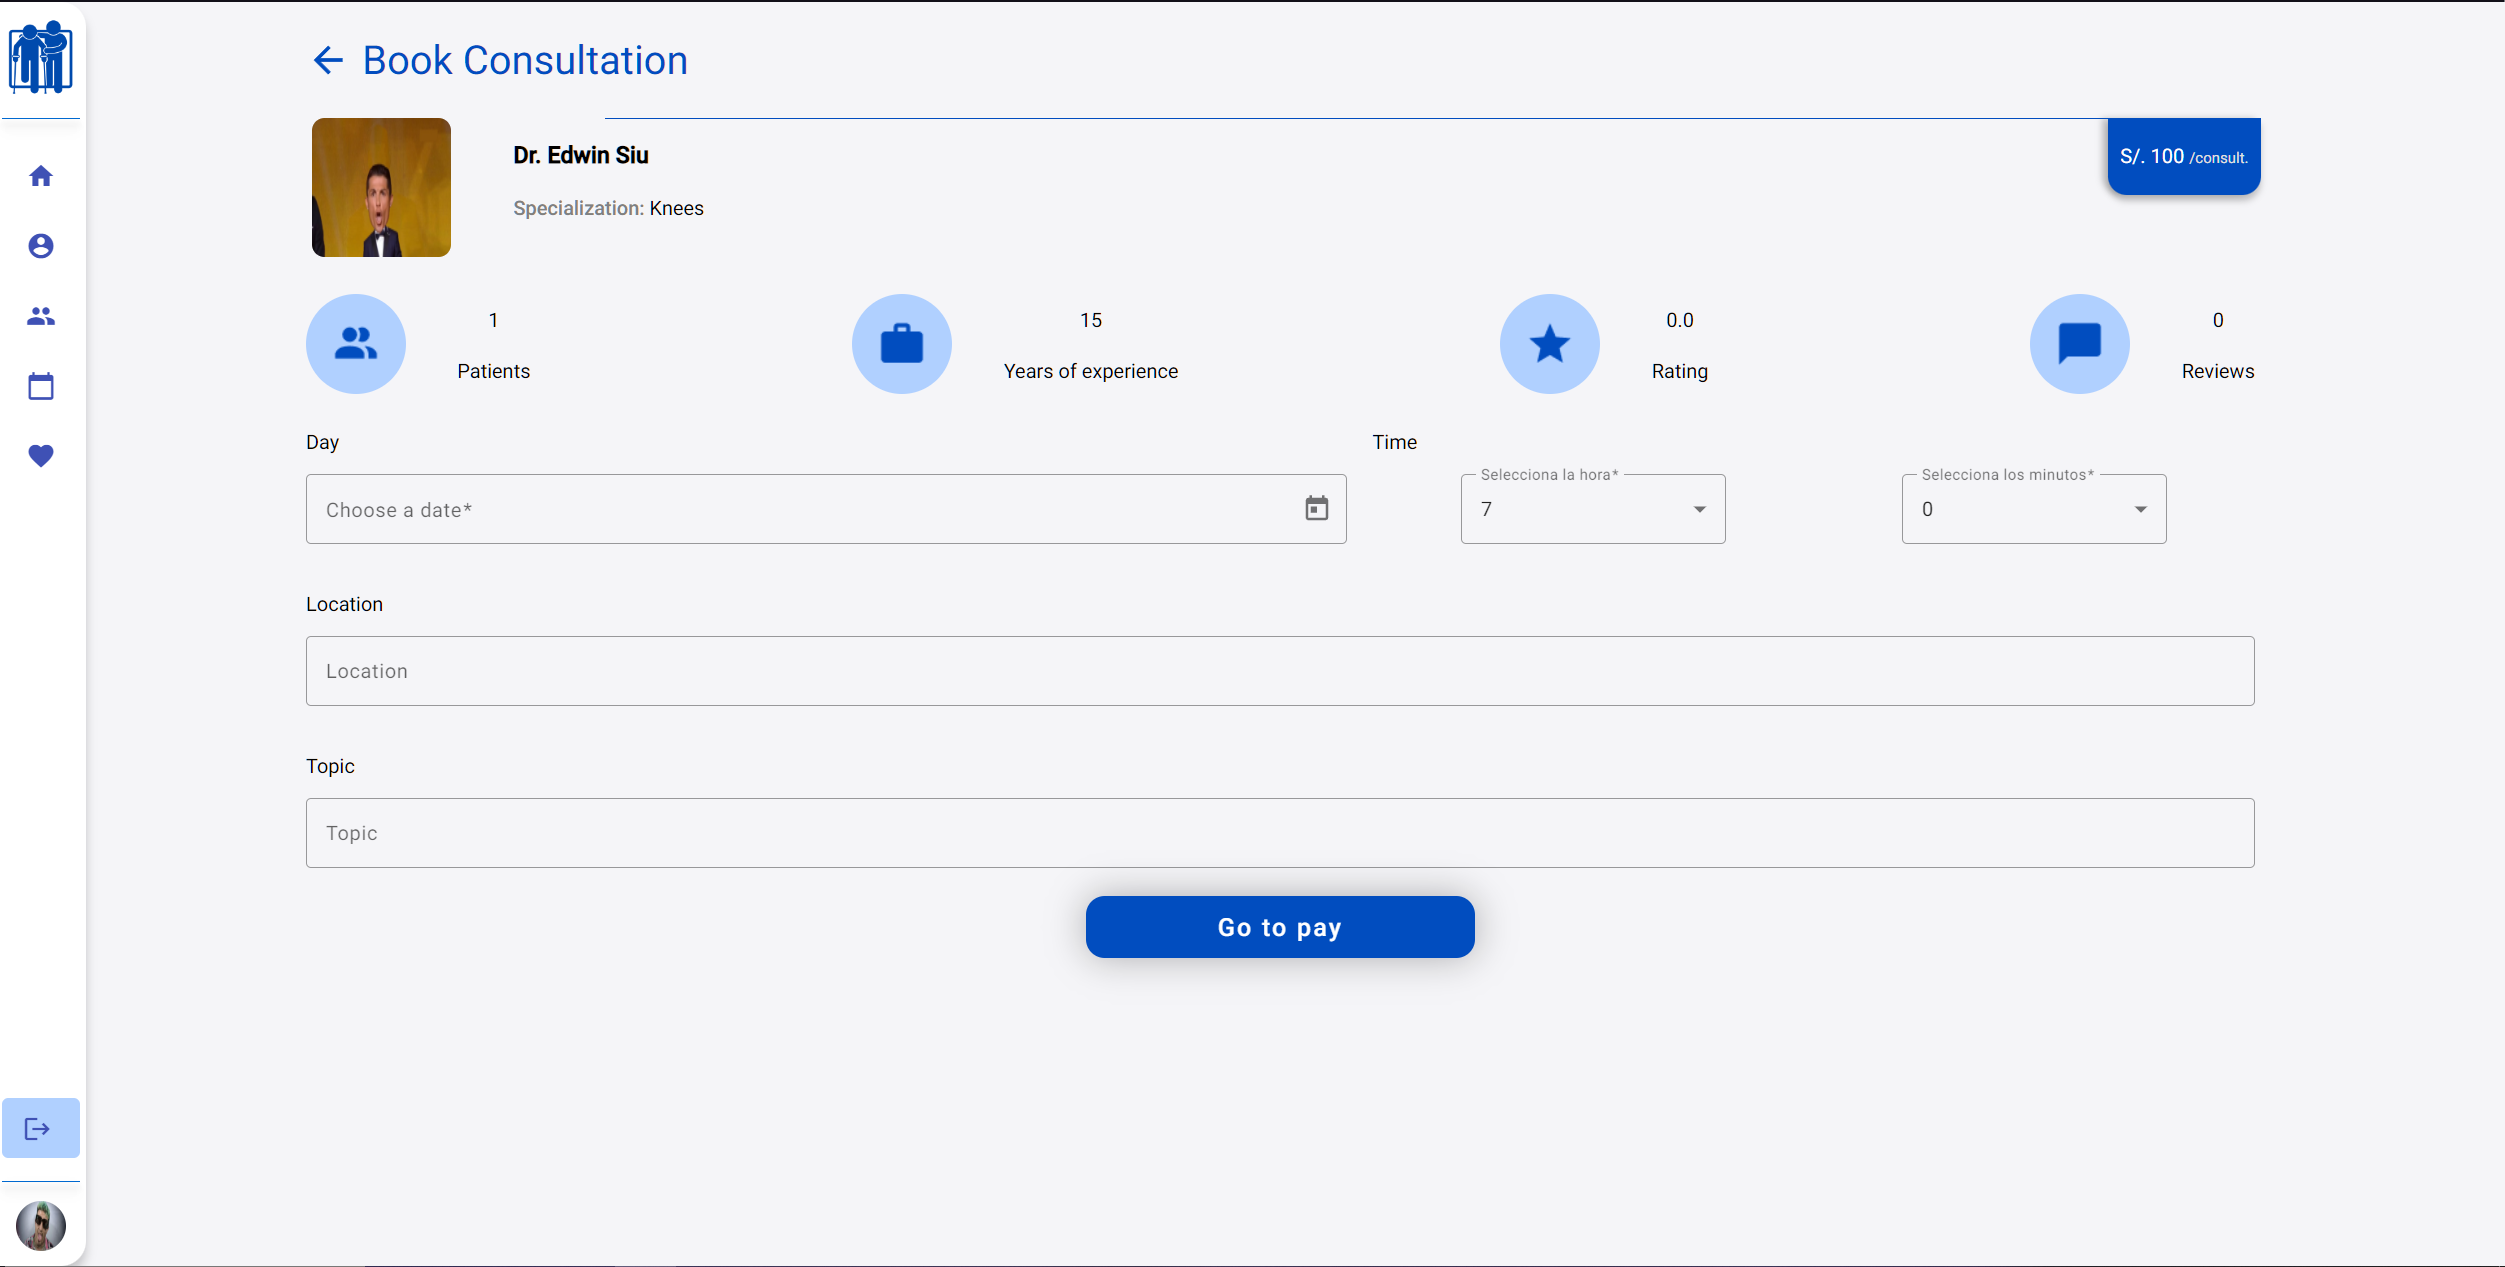 Book Consultation
Dr. Edwin Siu
S/. 100 /consult.
Specialization: Knees
1
Patients
15
Years of experience
0.0
Rating
0
Reviews
Day
Time
Choose a date*
Selecciona la hora*
7
Selecciona los minutos*
0
Location
Location
Topic
Topic
Go to pay